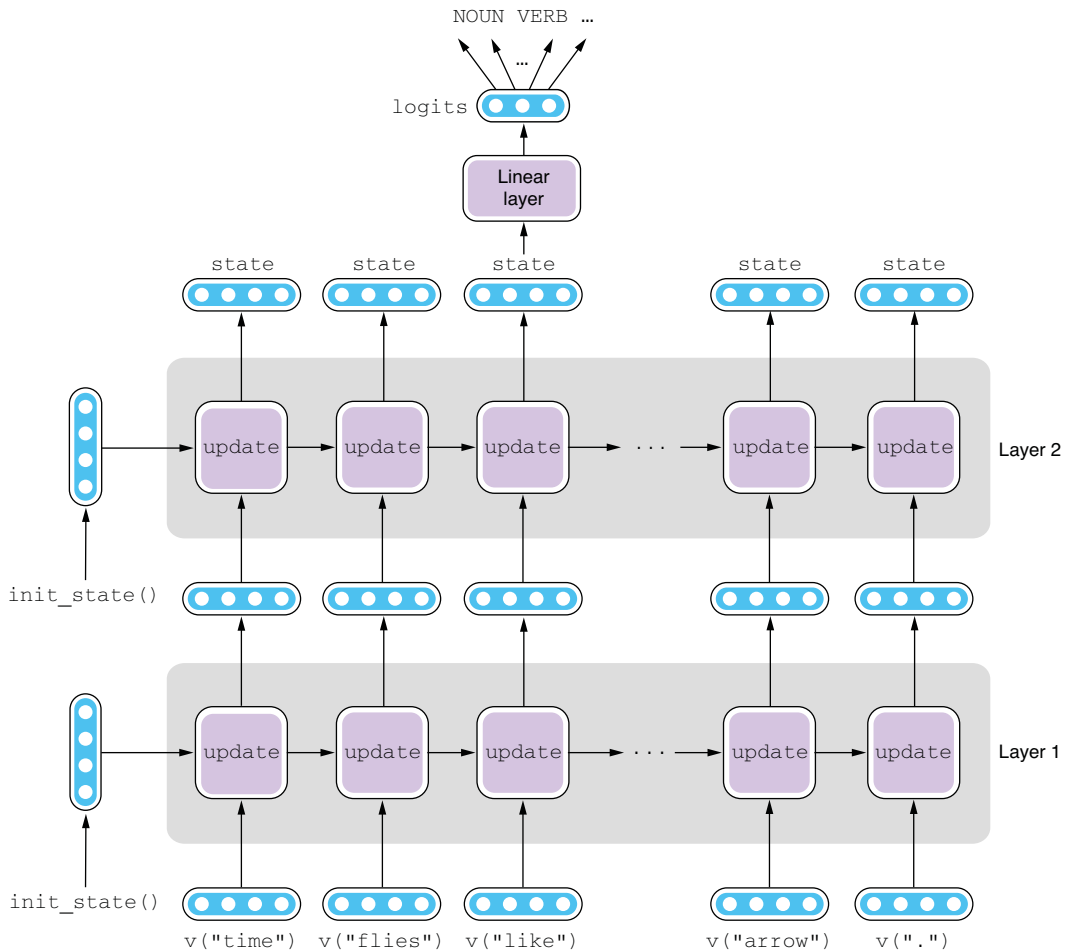 NOUN VERB …
…
logits
Linear
layer
state state state state state
update update update ... update update Layer 2
init_state()
update update update ... update update Layer 1
init_state()
v("time") v("flies") v("like") v("arrow") v(".")